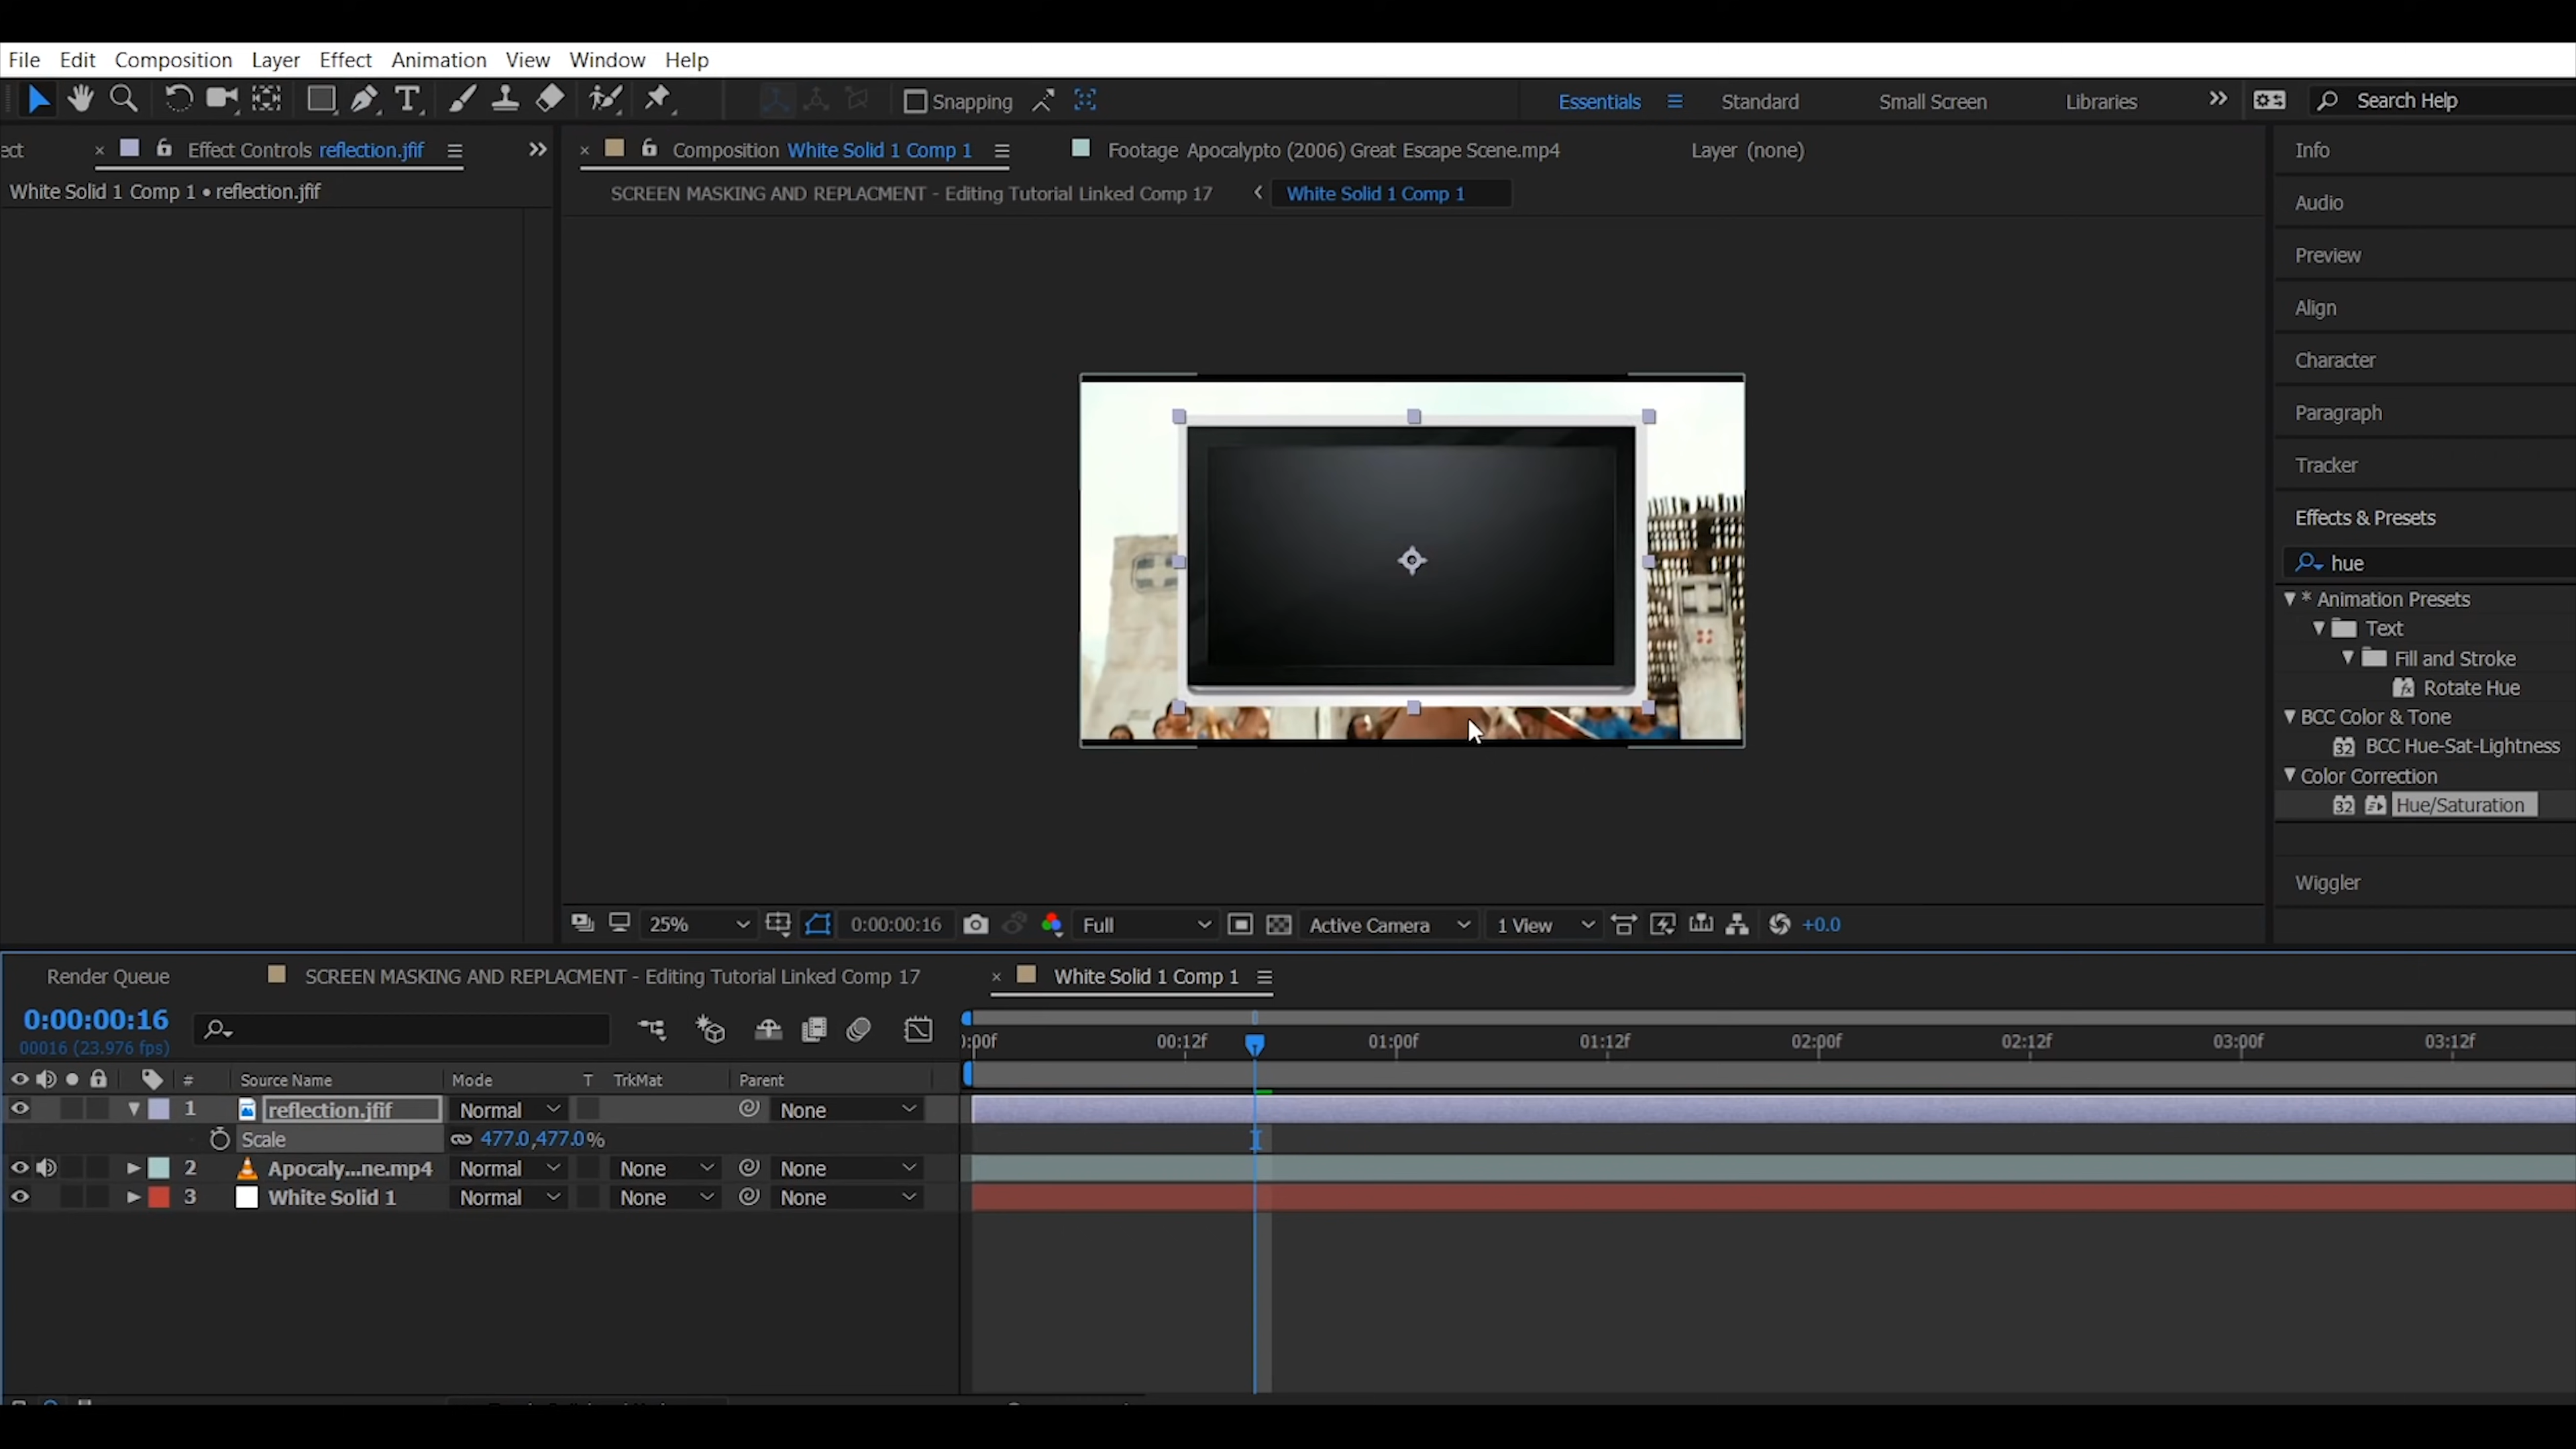 File Edit Composition Layer Effect Animation View Window Help
Snapping Essentials Standard Small Screen Libraries Search Help
ect Effect Controls reflection.jfif
White Solid 1 Comp 1 • reflection.jfif
Composition White Solid 1 Comp 1 Footage Apocalypto (2006) Great Escape Scene.mp4 Layer (none)
SCREEN MASKING AND REPLACMENT - Editing Tutorial Linked Comp 17 White Solid 1 Comp 1
Info
Audio
Preview
Align
Character
Paragraph
Tracker
Effects & Presets
hue
* Animation Presets
Text
Fill and Stroke
Rotate Hue
BCC Color & Tone
32 BCC Hue-Sat-Lightness
Color Correction
32 Hue/Saturation
Wiggler
25% 0:00:00:16 Full Active Camera 1 View +0.0
Render Queue SCREEN MASKING AND REPLACMENT - Editing Tutorial Linked Comp 17 White Solid 1 Comp 1
0:00:00:16
00016 (23.976 fps)
):00f 00:12f 01:00f 01:12f 02:00f 02:12f 03:00f 03:12f
# Source Name Mode T TrkMat Parent
1 reflection.jfif Normal None
Scale 477.0,477.0%
2 Apocaly...ne.mp4 Normal None None
3 White Solid 1 Normal None None